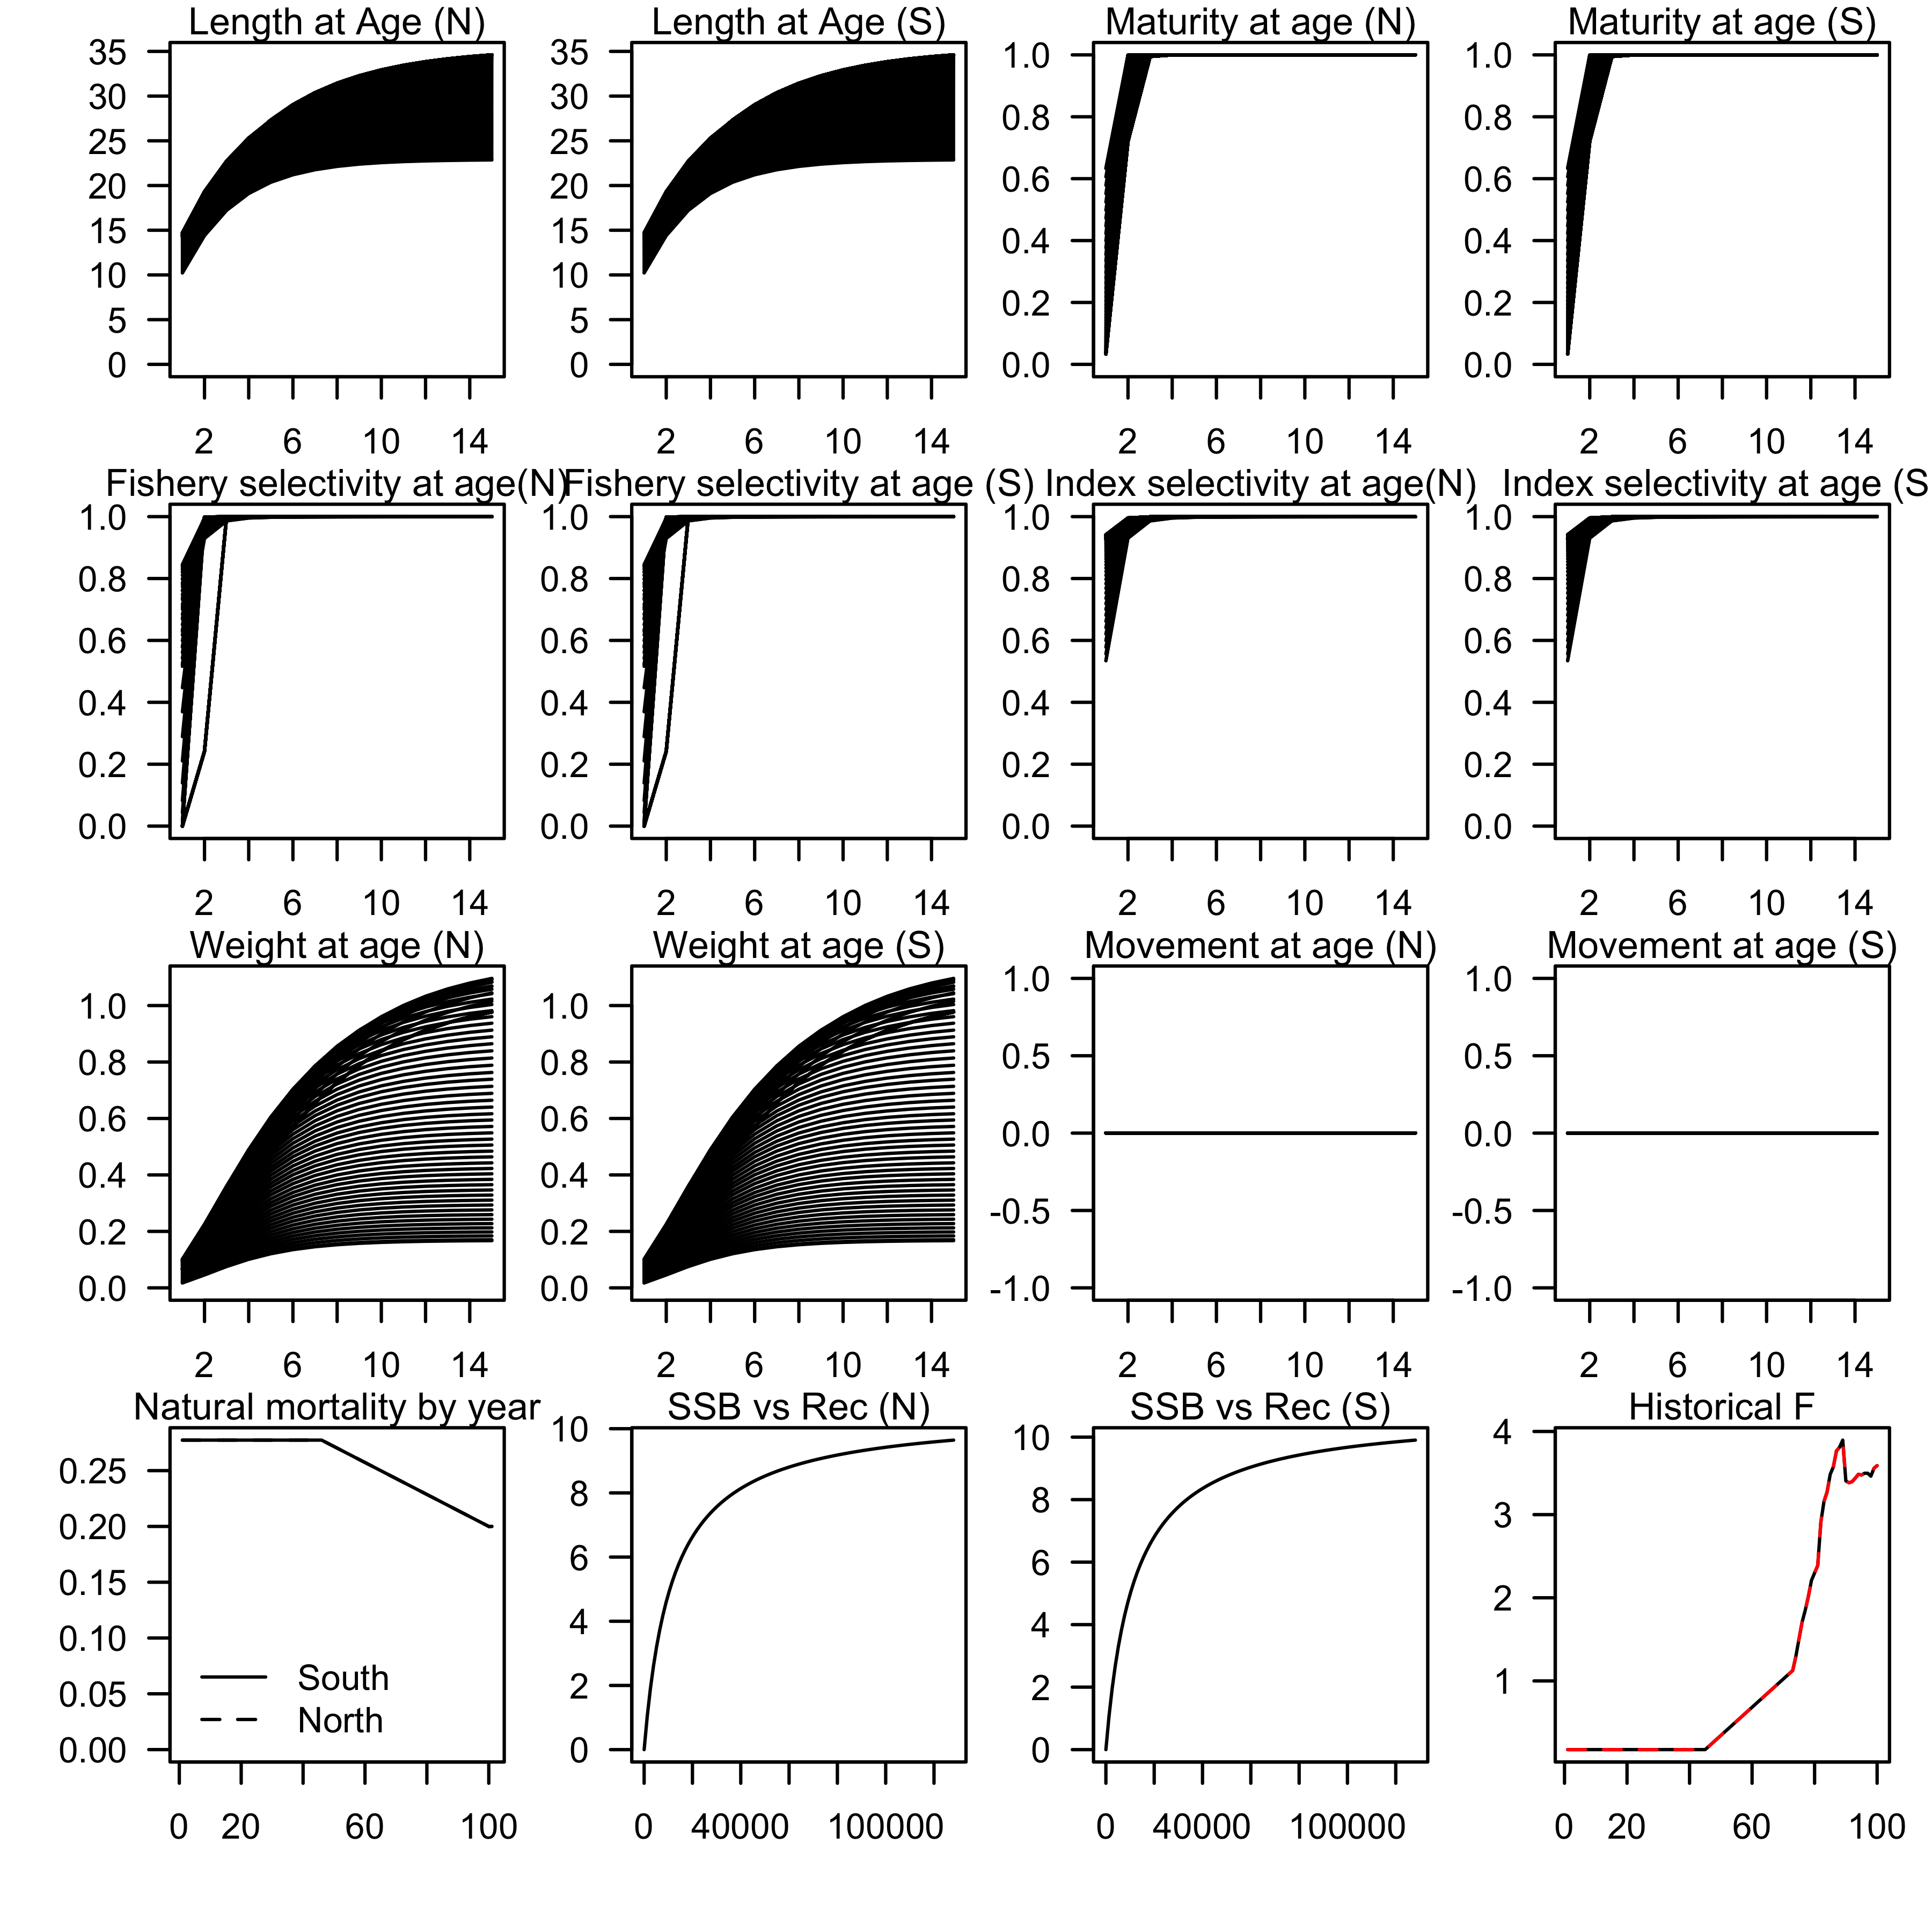 Length at Age (N)
35
30
25
20
15
10
5
0
2 6 10 14
Length at Age (S)
35
30
25
20
15
10
5
0
2 6 10 14
Maturity at age (N)
1.0
0.8
0.6
0.4
0.2
0.0
2 6 10 14
Maturity at age (S)
1.0
0.8
0.6
0.4
0.2
0.0
2 6 10 14
Fishery selectivity at age(N)
1.0
0.8
0.6
0.4
0.2
0.0
2 6 10 14
Fishery selectivity at age (S)
1.0
0.8
0.6
0.4
0.2
0.0
2 6 10 14
Index selectivity at age(N)
1.0
0.8
0.6
0.4
0.2
0.0
2 6 10 14
Index selectivity at age (S
1.0
0.8
0.6
0.4
0.2
0.0
2 6 10 14
Weight at age (N)
1.0
0.8
0.6
0.4
0.2
0.0
2 6 10 14
Weight at age (S)
1.0
0.8
0.6
0.4
0.2
0.0
2 6 10 14
Movement at age (N)
1.0
0.5
0.0
-0.5
-1.0
2 6 10 14
Movement at age (S)
1.0
0.5
0.0
-0.5
-1.0
2 6 10 14
Natural mortality by year
0.25
0.20
0.15
0.10
0.05
0.00
South
North
0 20 60 100
SSB vs Rec (N)
10
8
6
4
2
0
0 40000 100000
SSB vs Rec (S)
10
8
6
4
2
0
0 40000 100000
Historical F
4
3
2
1
0 20 60 100